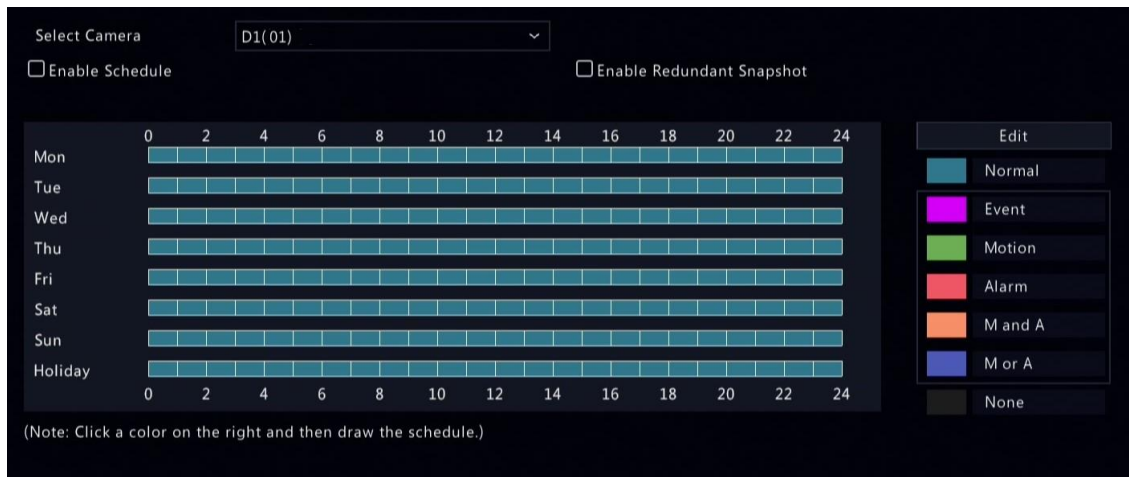 Select Camera D1(01)
Enable Schedule Enable Redundant Snapshot
0 2 4 6 8 10 12 14 16 18 20 22 24
Mon
Tue
Wed
Thu
Fri
Sat
Sun
Holiday
0 2 4 6 8 10 12 14 16 18 20 22 24
Edit
Normal
Event
Motion
Alarm
M and A
M or A
None
(Note: Click a color on the right and then draw the schedule.)